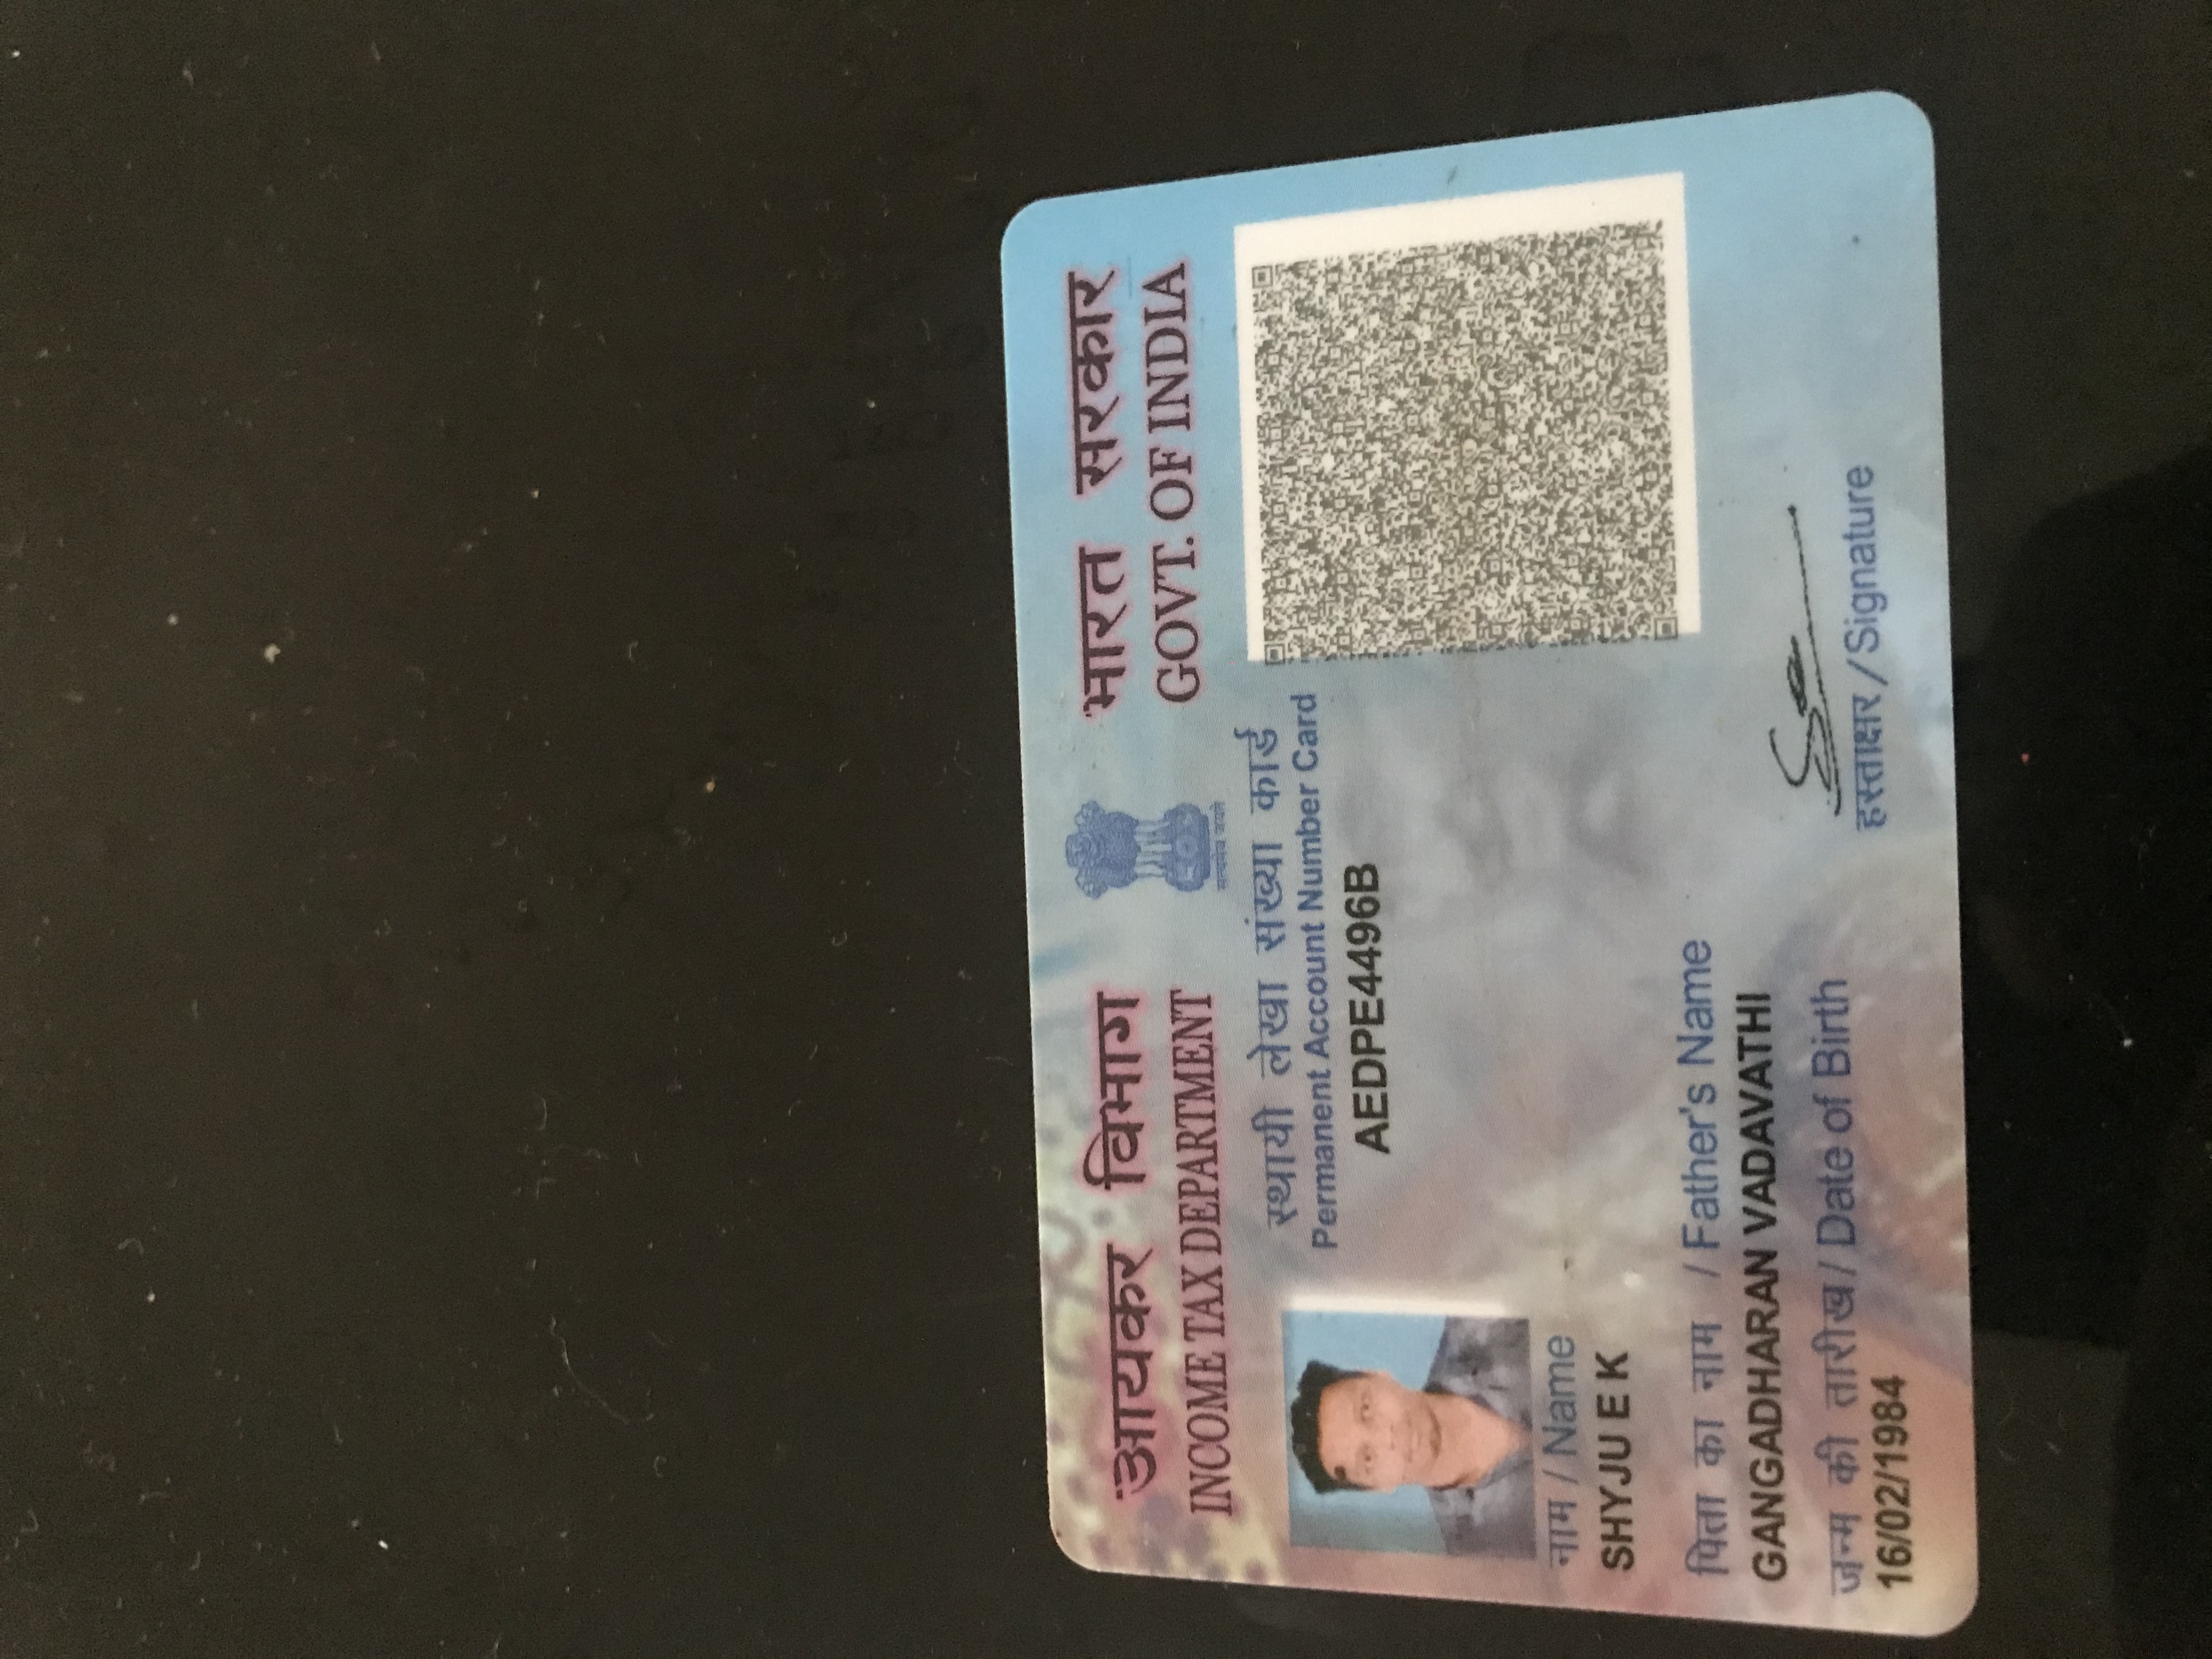 आयकर विभाग
INCOME TAX DEPARTMENT
सत्यमेव जयते
भारत सरकार
GOVT. OF INDIA
स्थायी लेखा संख्या कार्ड
Permanent Account Number Card
AEDPE4496B
नाम / Name
SHYJU E K
पिता का नाम / Father's Name
GANGADHARAN VADAVATHI
जन्म की तारीख / Date of Birth
16/02/1984
हस्ताक्षर / Signature